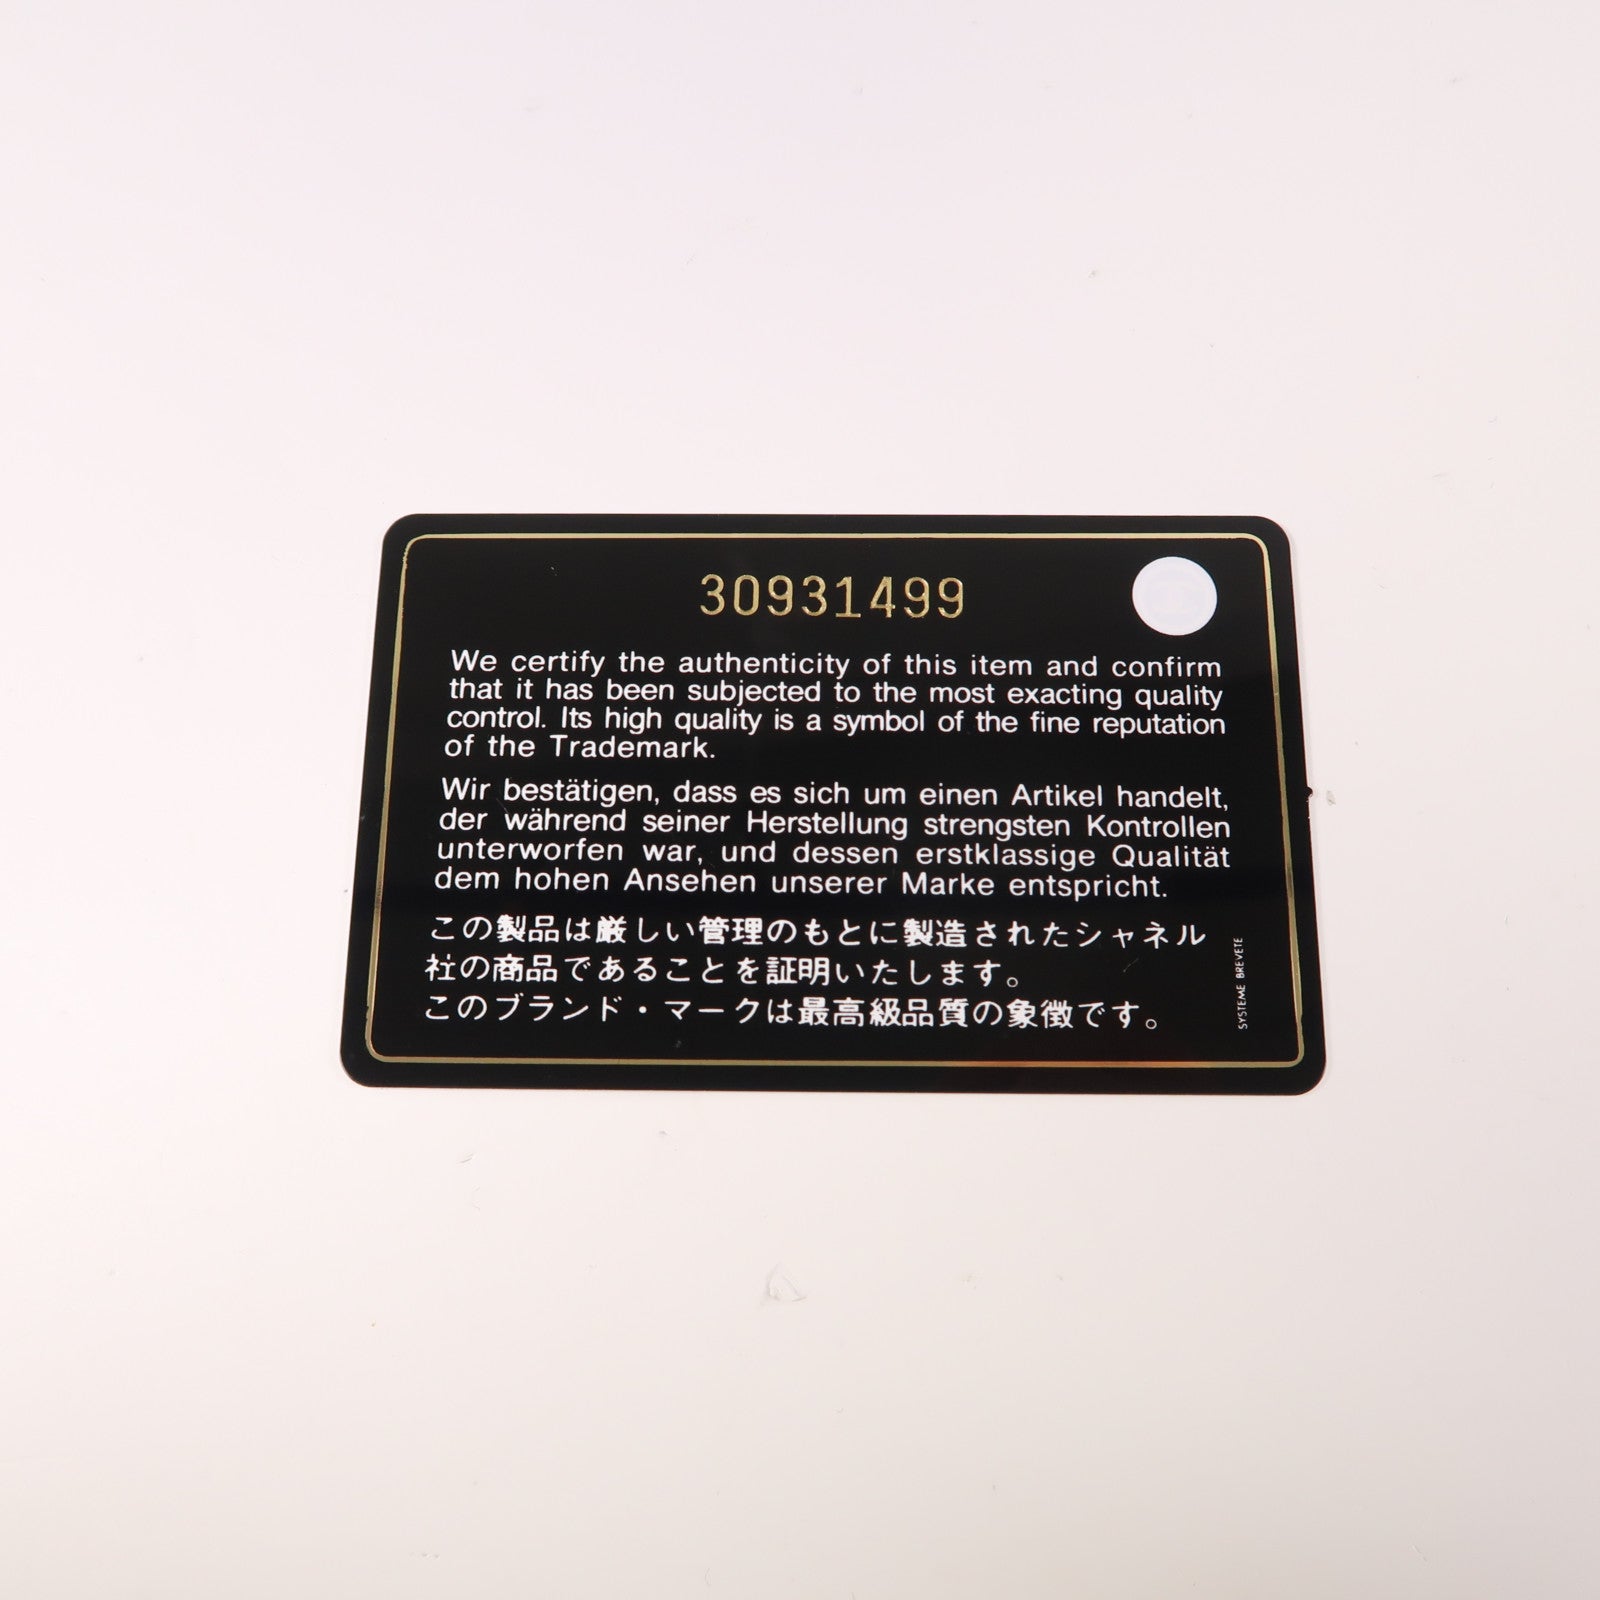 30931499
We certify the authenticity of this item and confirm
that it has been subjected to the most exacting quality
control. Its high quality is a symbol of the fine reputation
of the Trademark.
Wir bestätigen, dass es sich um einen Artikel handelt,
der während seiner Herstellung strengsten Kontrollen
unterworfen war, und dessen erstklassige Qualität
dem hohen Ansehen unserer Marke entspricht.
この製品は厳しい管理のもとに製造されたシャネル
社の商品であることを証明いたします。
このブランド・マークは最高級品質の象徴です。
SYSTEME BREVETE